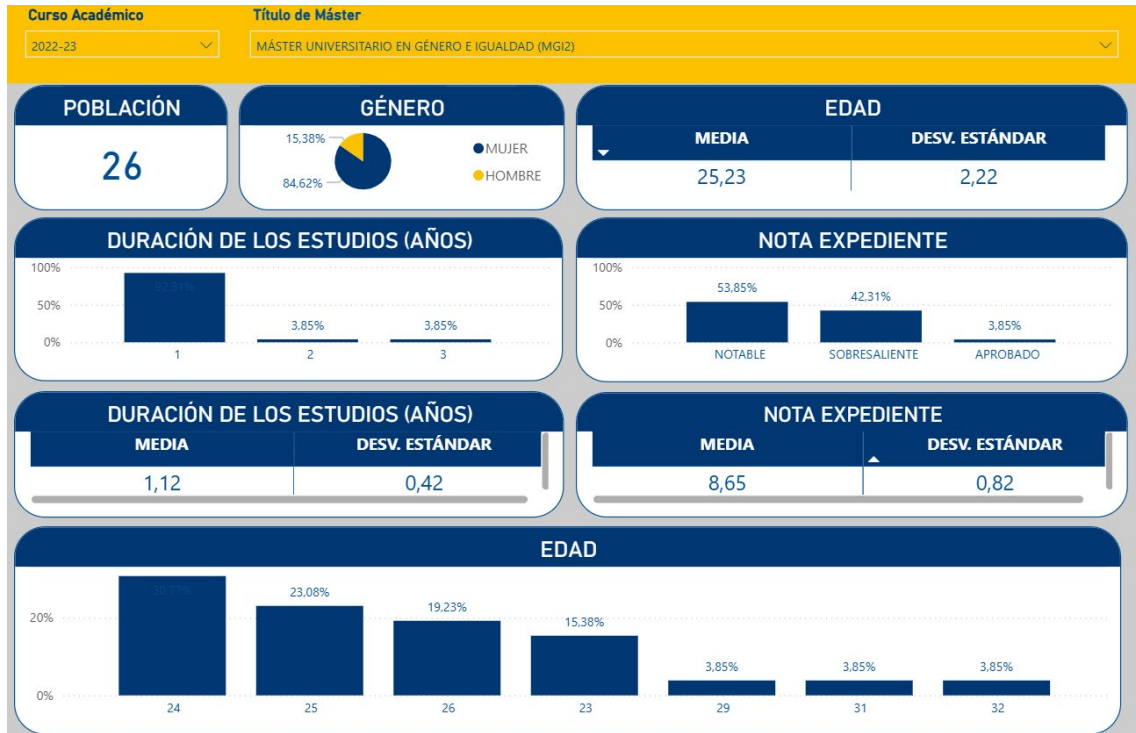 Curso Académico
Título de Máster
2022-23
MÁSTER UNIVERSITARIO EN GÉNERO E IGUALDAD (MGI2)
POBLACIÓN
26
GÉNERO
15,38%
84,62%
MUJER
HOMBRE
EDAD
MEDIA DESV. ESTÁNDAR
25,23 2,22
DURACIÓN DE LOS ESTUDIOS (AÑOS)
100%
50%
0%
92,31%
3,85%
3,85%
1 2 3
NOTA EXPEDIENTE
100%
50%
0%
53,85%
42,31%
3,85%
NOTABLE SOBRESALIENTE APROBADO
DURACIÓN DE LOS ESTUDIOS (AÑOS)
MEDIA DESV. ESTÁNDAR
1,12 0,42
NOTA EXPEDIENTE
MEDIA DESV. ESTÁNDAR
8,65 0,82
EDAD
20%
0%
30,77%
23,08%
19,23%
15,38%
3,85%
3,85%
3,85%
24 25 26 23 29 31 32